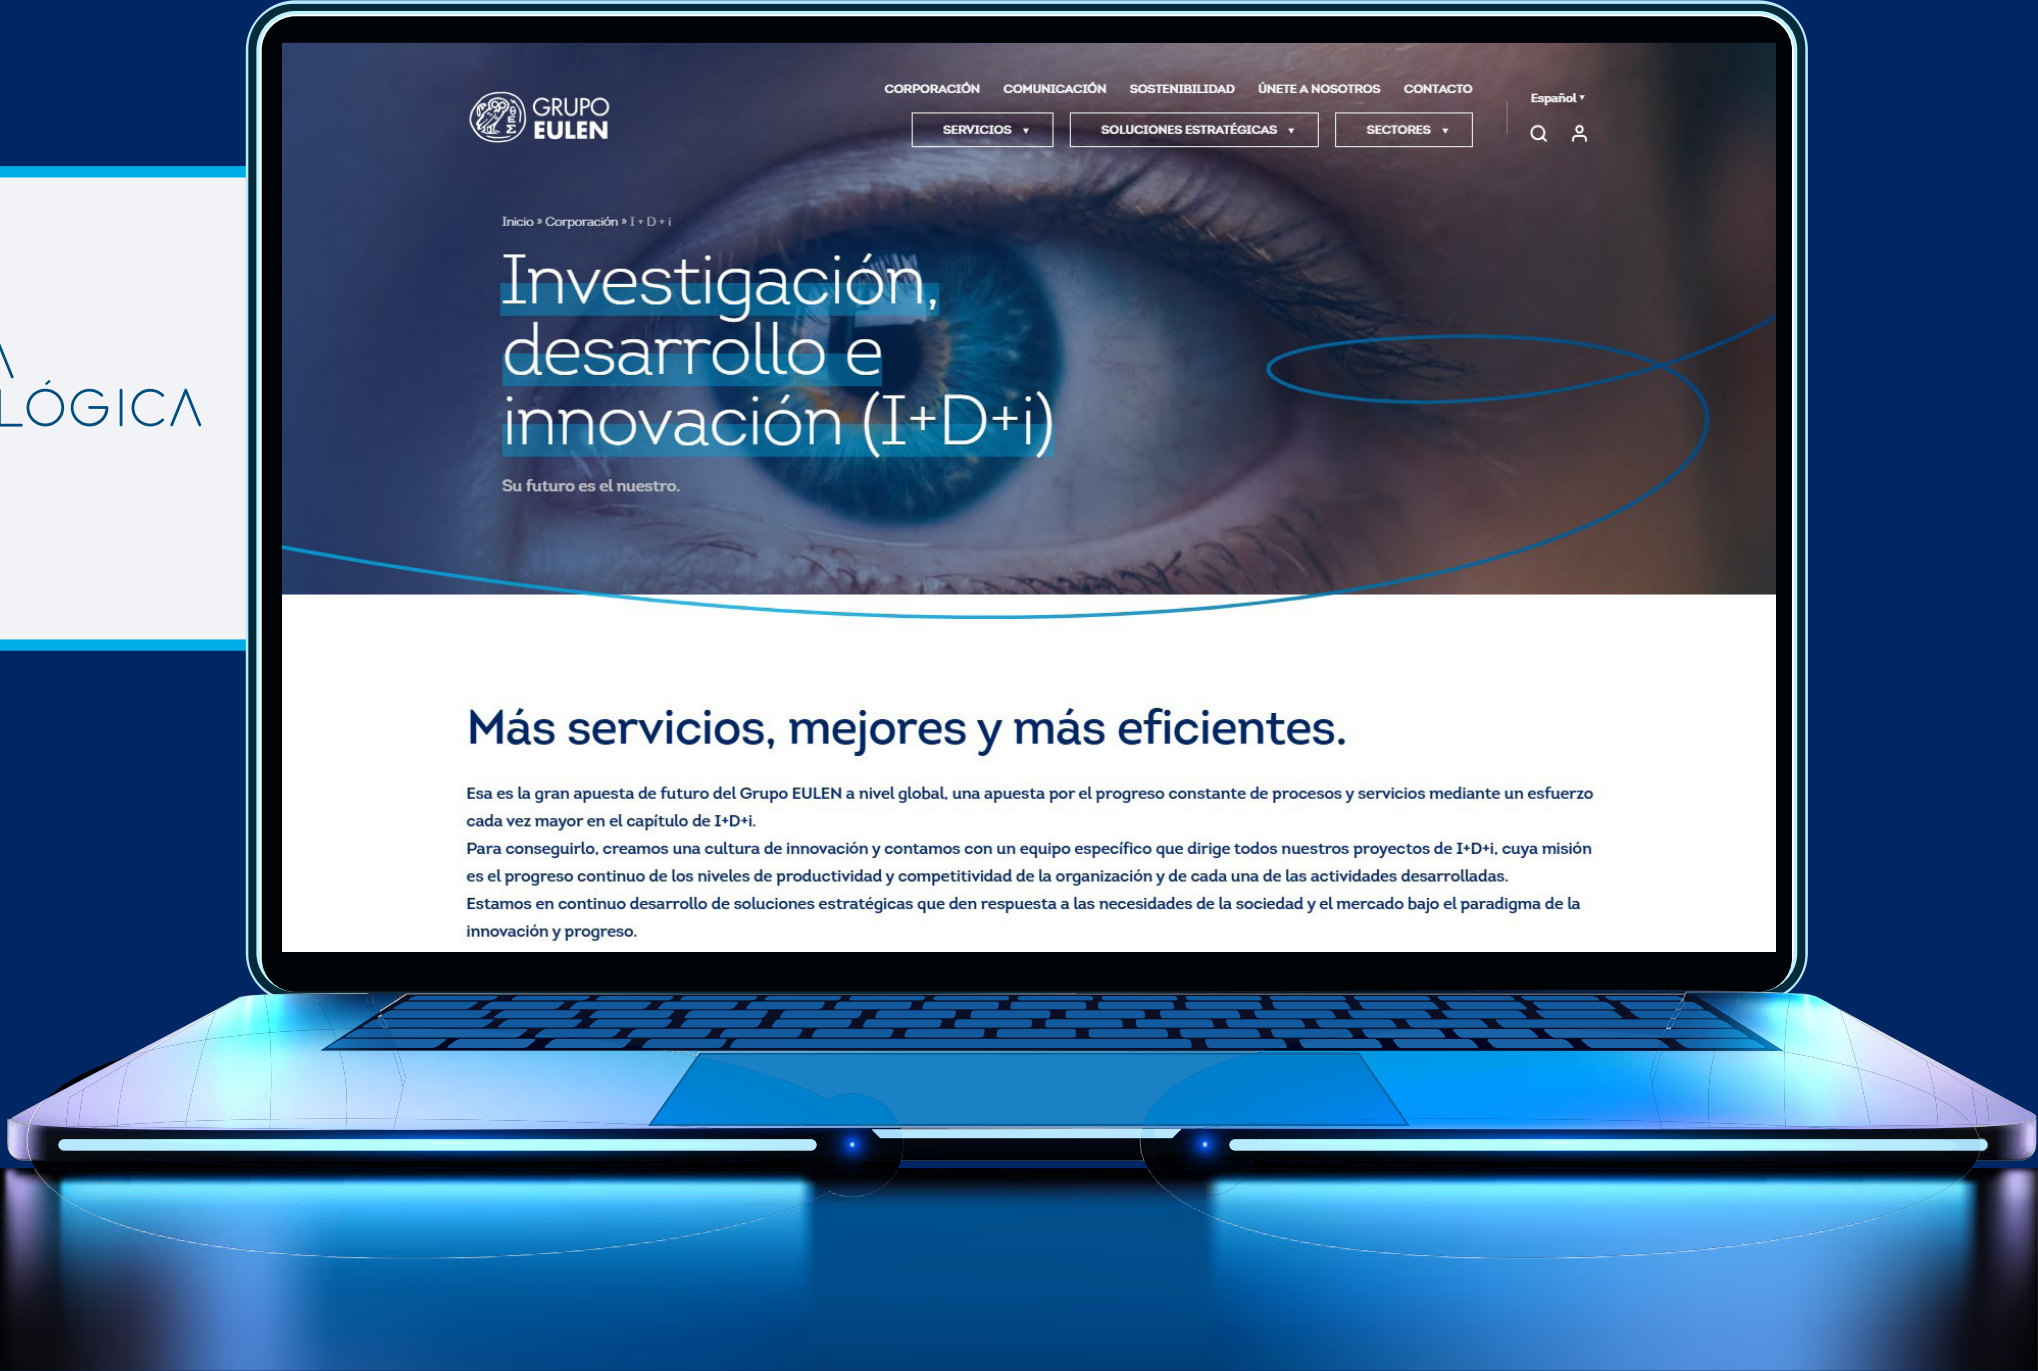 LÓGICA
GRUPO
EULEN
CORPORACIÓN COMUNICACIÓN SOSTENIBILIDAD ÚNETE A NOSOTROS CONTACTO
SERVICIOS SOLUCIONES ESTRATÉGICAS SECTORES
Español
Inicio » Corporación » I + D + i
Investigación,
desarrollo e
innovación (I+D+i)
Su futuro es el nuestro.
Más servicios, mejores y más eficientes.
Esa es la gran apuesta de futuro del Grupo EULEN a nivel global, una apuesta por el progreso constante de procesos y servicios mediante un esfuerzo
cada vez mayor en el capítulo de I+D+i.
Para conseguirlo, creamos una cultura de innovación y contamos con un equipo específico que dirige todos nuestros proyectos de I+D+i, cuya misión
es el progreso continuo de los niveles de productividad y competitividad de la organización y de cada una de las actividades desarrolladas.
Estamos en continuo desarrollo de soluciones estratégicas que den respuesta a las necesidades de la sociedad y el mercado bajo el paradigma de la
innovación y progreso.